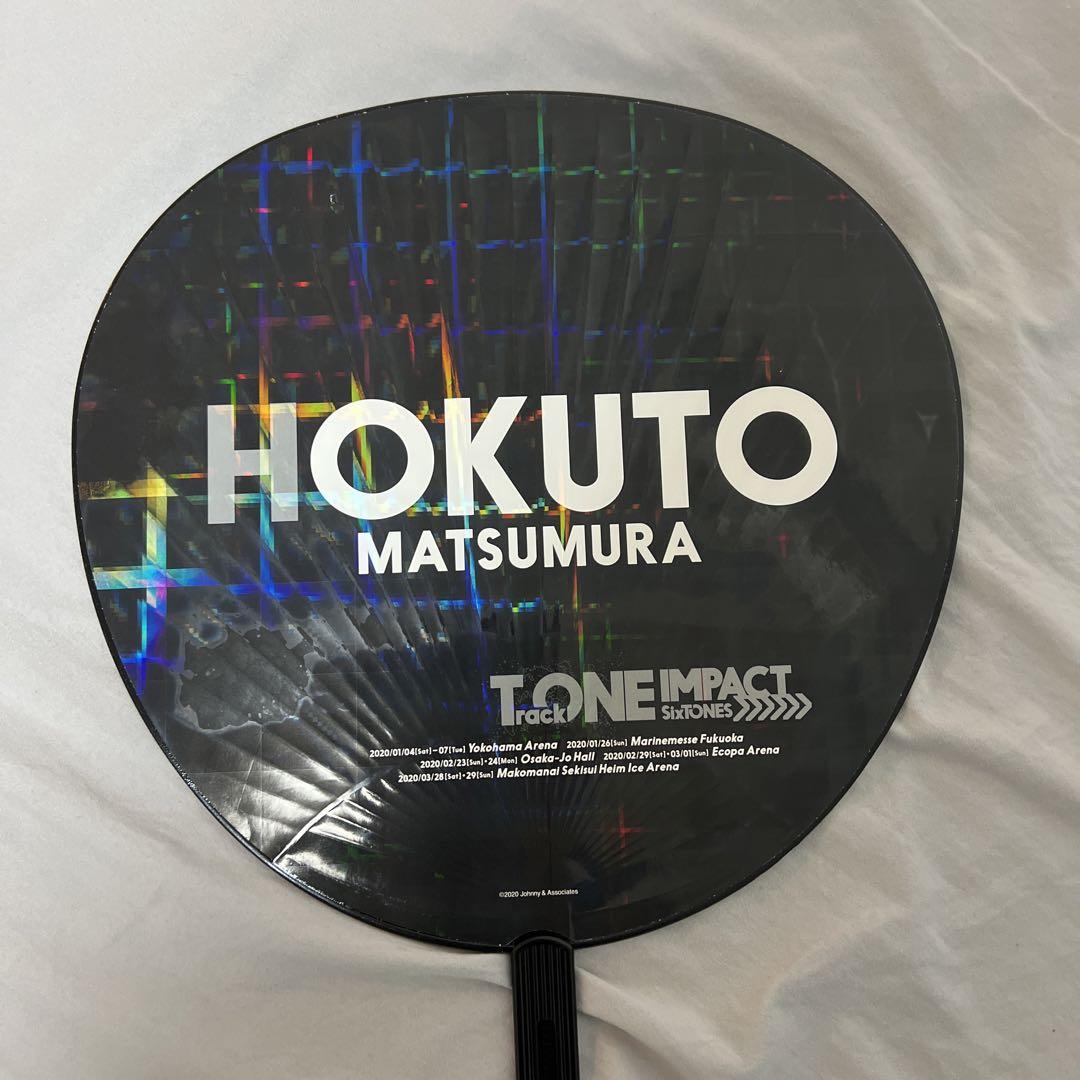 HOKUTO
MATSUMURA
Track ONE IMPACT
SixTONES
2020/01/04[Sat]–07[Tue] Yokohama Arena 2020/01/26[Sun] Marinemesse Fukuoka
2020/02/23[Sun]・24[Mon] Osaka-Jo Hall 2020/02/29[Sat]・03/01[Sun] Ecopa Arena
2020/03/28[Sat]・29[Sun] Makomanai Sekisui Heim Ice Arena
©2020 Johnny & Associates